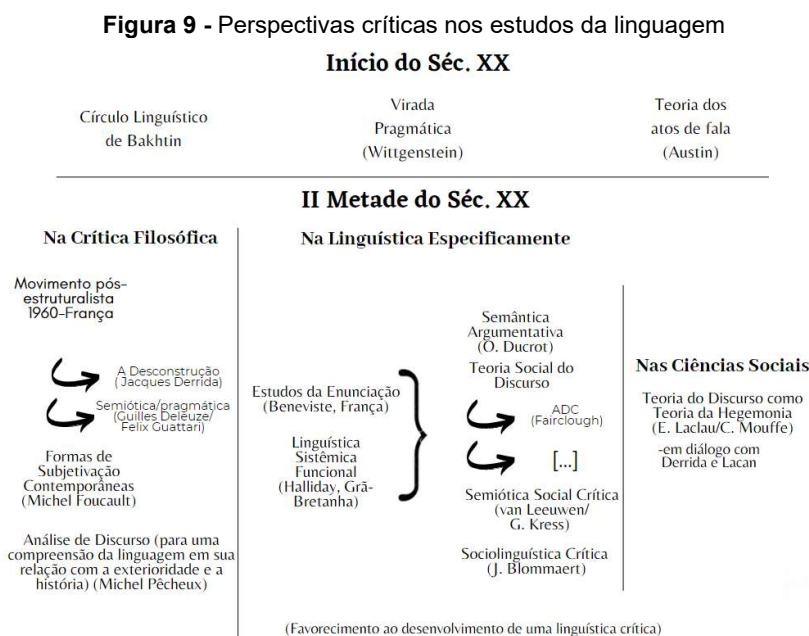 Figura 9 - Perspectivas críticas nos estudos da linguagem
Início do Séc. XX
Círculo Linguístico
de Bakhtin
Virada
Pragmática
(Wittgenstein)
Teoria dos
atos de fala
(Austin)
II Metade do Séc. XX
Na Crítica Filosófica
Movimento pós-
estruturalista
1960-França
A Desconstrução
(Jacques Derrida)
Semiótica/pragmática
(Guilles Deleuze/
Felix Guattari)
Formas de
Subjetivação
Contemporâneas
(Michel Foucault)
Análise de Discurso (para uma
compreensão da linguagem em sua
relação com a exterioridade e a
história) (Michel Pêcheux)
Na Linguística Especificamente
Estudos da Enunciação
(Beneviste, França)
Linguística
Sistêmica
Funcional
(Halliday, Grã-
Bretanha)
Semântica
Argumentativa
(O. Ducrot)
Teoria Social do
Discurso
ADC
(Fairclough)
[...]
Semiótica Social Crítica
(van Leeuwen/
G. Kress)
Sociolinguística Crítica
(J. Blommaert)
(Favorecimento ao desenvolvimento de uma linguística crítica)
Nas Ciências Sociais
Teoria do Discurso como
Teoria da Hegemonia
(E. Laclau/C. Mouffe)
-em diálogo com
Derrida e Lacan